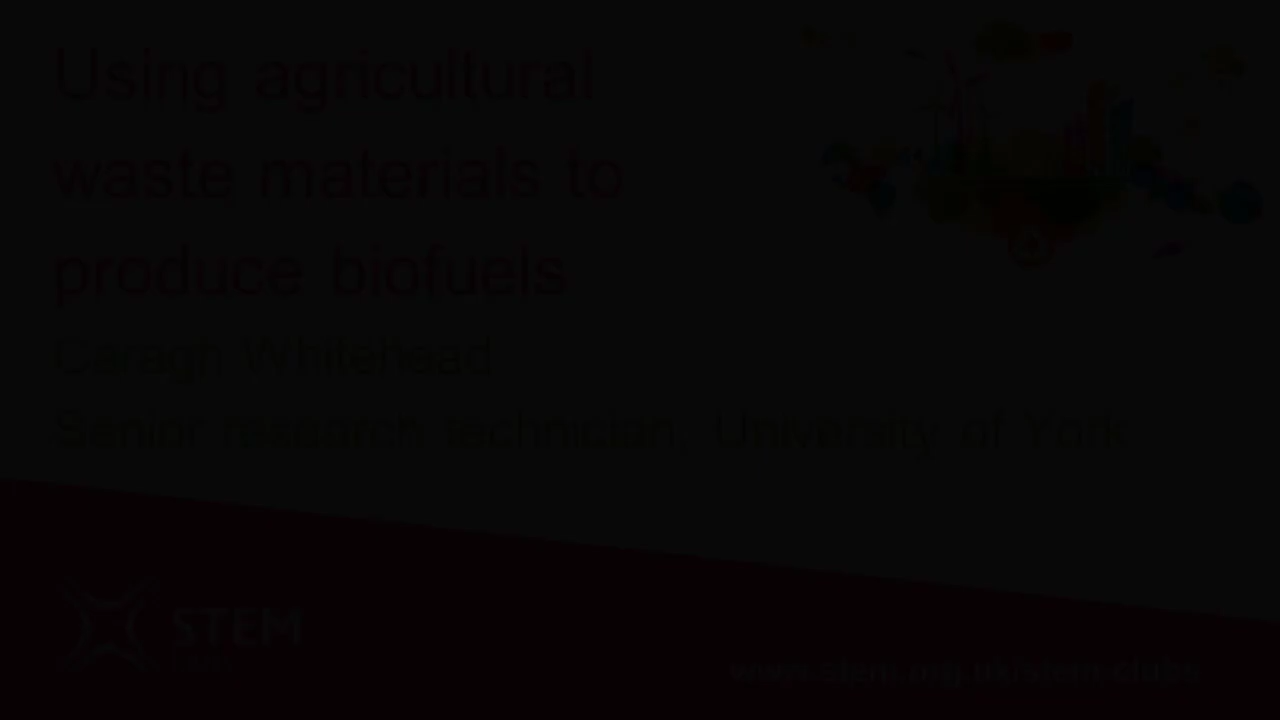 Using agricultural
waste materials to
produce biofuels
Caragh Whitehead
Senior research technician, University of York
STEM
www.stem.org.uk/stem-clubs